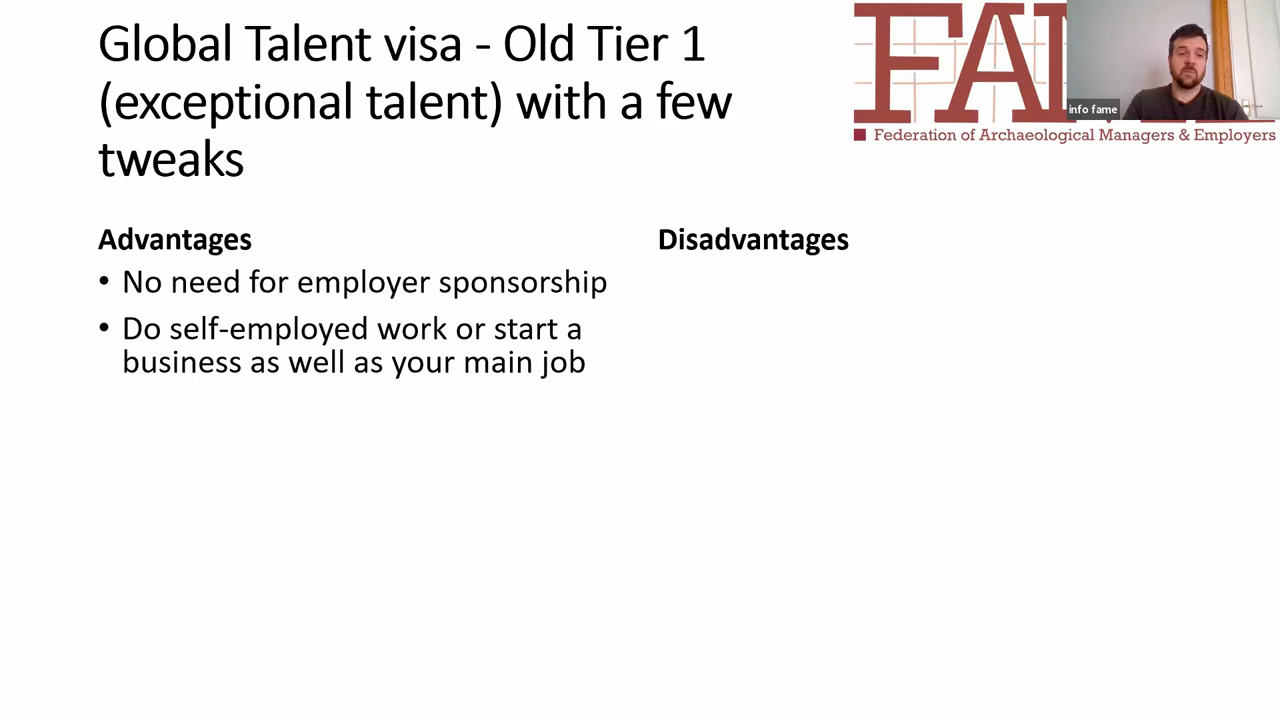 Global Talent visa - Old Tier 1
(exceptional talent) with a few
tweaks
FA
info fame
Federation of Archaeological Managers & Employers
Advantages
• No need for employer sponsorship
• Do self-employed work or start a
business as well as your main job
Disadvantages